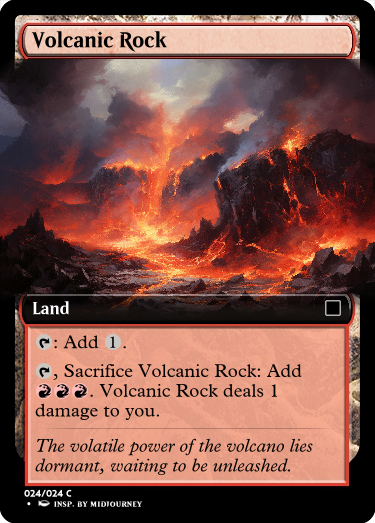 Volcanic Rock
Land
: Add 1.
, Sacrifice Volcanic Rock: Add
. Volcanic Rock deals 1
damage to you.
The volatile power of the volcano lies
dormant, waiting to be unleashed.
024/024 C
• INSP. BY MIDJOURNEY